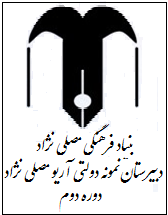 بنیاد فرهنگی مصلی نژاد
دبیرستان نمونه دولتی آریو مصلی نژاد
دوره دوم